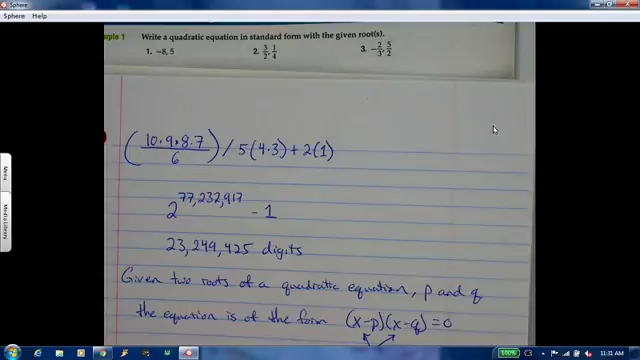 Sphere
Sphere Help
mple 1 Write a quadratic equation in standard form with the given root(s).
1. −8, 5 2. 3/2, 1/4 3. −2/3, 5/2
(10·9·8·7 / 6) / 5(4·3) + 2(1)
2^77,232,917 − 1
23,249,425 digits
Given two roots of a quadratic equation, p and q
the equation is of the form (x−p)(x−q) = 0
Meta
Media Library
100%
11:31 AM